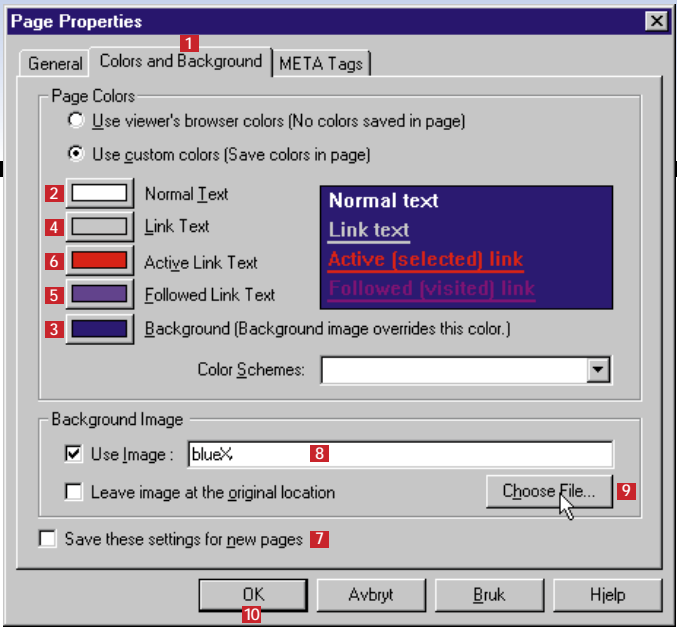 Page Properties
1
General Colors and Background META Tags
Page Colors
Use viewer's browser colors (No colors saved in page)
Use custom colors (Save colors in page)
2 Normal Text
4 Link Text
6 Active Link Text
5 Followed Link Text
3 Background (Background image overrides this color.)
Normal text
Link text
Active (selected) link
Followed (visited) link
Color Schemes:
Background Image
Use Image : blueX, 8
Leave image at the original location
Choose File... 9
Save these settings for new pages 7
OK Avbryt Bruk Hjelp
10